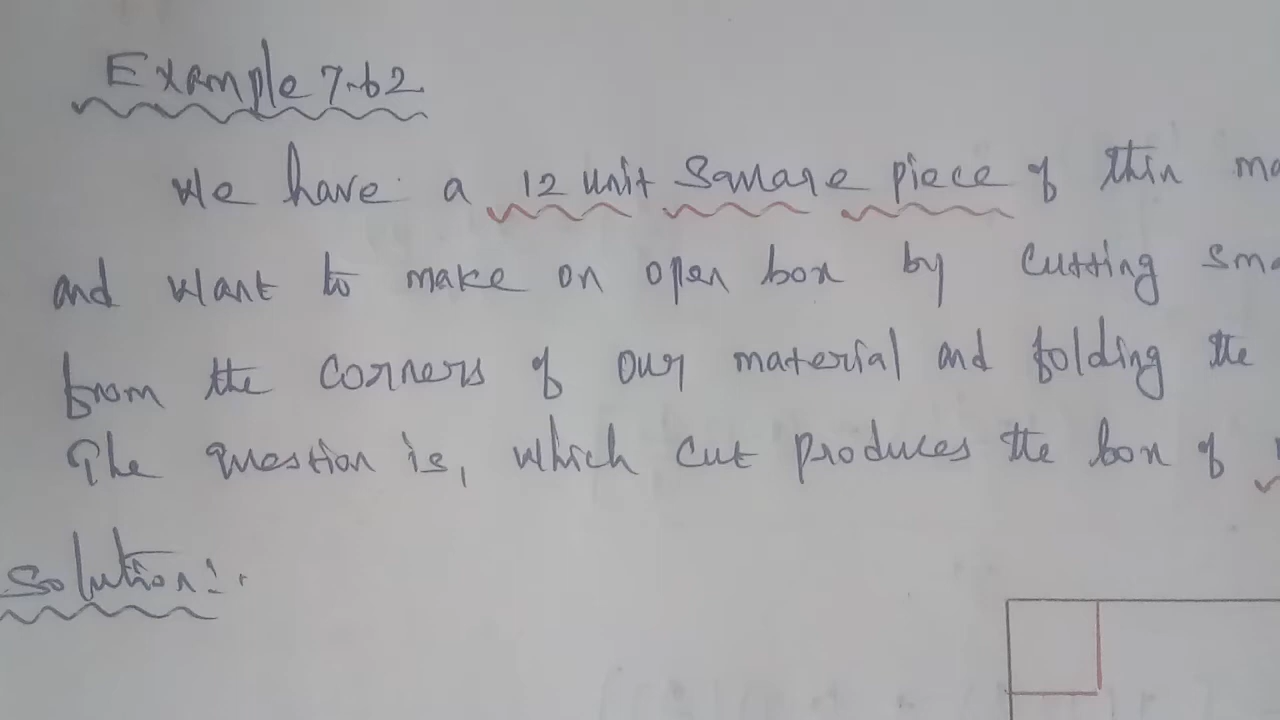 Example 7.62
We have a 12 unit square piece of thin
and want to make an open box by cutting
from the corners of our material and folding the
The question is, which cut produces the box of
Solution: